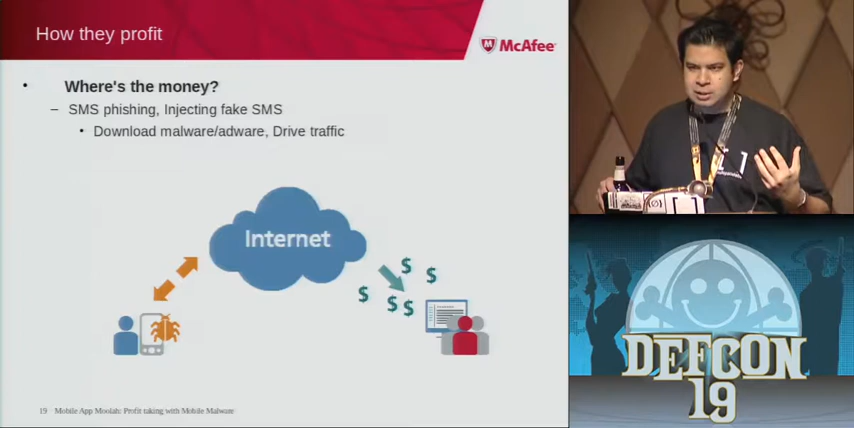 How they profit
McAfee
Where's the money?
SMS phishing, Injecting fake SMS
Download malware/adware, Drive traffic
Internet
$ $ $ $ $
19 Mobile App Moolah: Profit taking with Mobile Malware
DEFCON
19